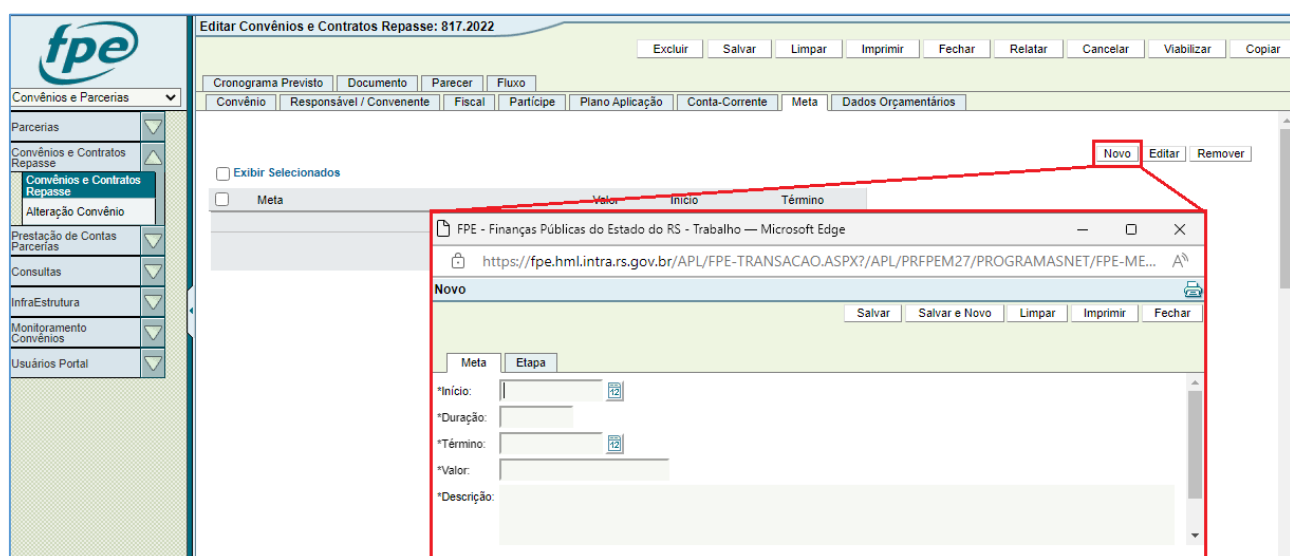 fpe
Editar Convênios e Contratos Repasse: 817.2022
Excluir Salvar Limpar Imprimir Fechar Relatar Cancelar Viabilizar Copiar
Cronograma Previsto Documento Parecer Fluxo
Convênios e Parcerias
Convênio Responsável / Convenente Fiscal Partícipe Plano Aplicação Conta-Corrente Meta Dados Orçamentários
Parcerias
Convênios e Contratos
Repasse
Convênios e Contratos
Repasse
Alteração Convênio
Prestação de Contas
Parcerias
Consultas
InfraEstrutura
Monitoramento
Convênios
Usuários Portal
Novo Editar Remover
Exibir Selecionados
Meta Valor Início Término
FPE - Finanças Públicas do Estado do RS - Trabalho — Microsoft Edge
https://fpe.hml.intra.rs.gov.br/APL/FPE-TRANSACAO.ASPX?/APL/PRFPEM27/PROGRAMASNET/FPE-ME...
Novo
Salvar Salvar e Novo Limpar Imprimir Fechar
Meta Etapa
*Início:
12
*Duração:
*Término:
12
*Valor:
*Descrição: